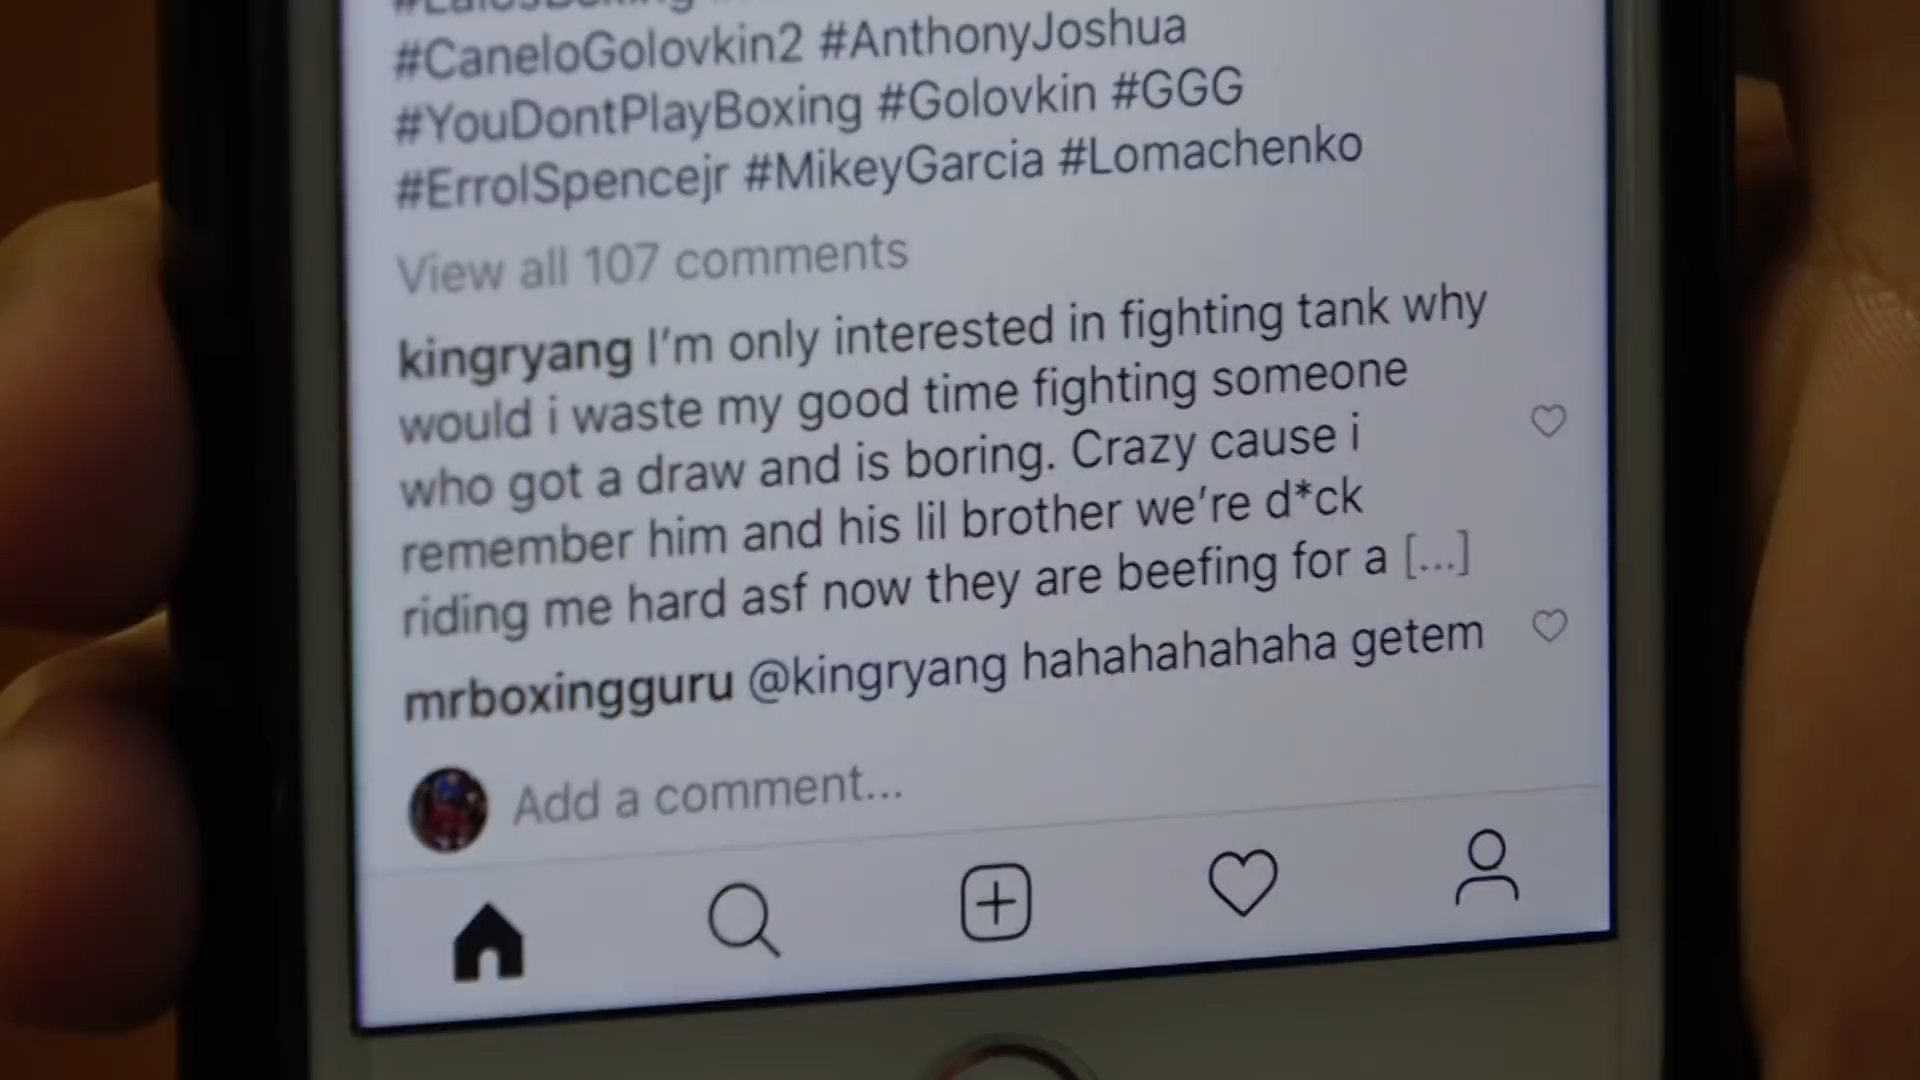 #CaneloGolovkin2 #AnthonyJoshua
#YouDontPlayBoxing #Golovkin #GGG
#ErrolSpencejr #MikeyGarcia #Lomachenko
View all 107 comments
kingryang I'm only interested in fighting tank why
would i waste my good time fighting someone
who got a draw and is boring. Crazy cause i
remember him and his lil brother we're d*ck
riding me hard asf now they are beefing for a [...]
mrboxingguru @kingryang hahahahahaha getem
Add a comment...